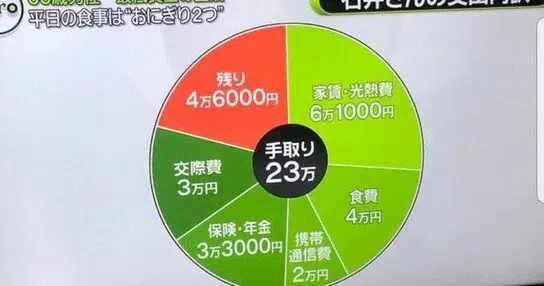 平日の食事は"おにぎり2つ"
残り
4万6000円
家賃・光熱費
6万1000円
手取り
23万
交際費
3万円
食費
4万円
保険・年金
3万3000円
携帯
通信費
2万円